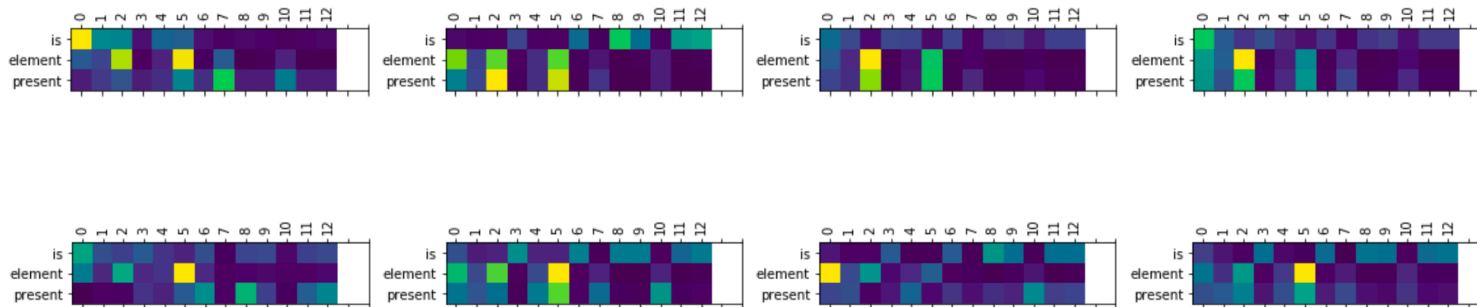 0 1 2 3 4 5 6 7 8 9 10 11 12 0 1 2 3 4 5 6 7 8 9 10 11 12 0 1 2 3 4 5 6 7 8 9 10 11 12 0 1 2 3 4 5 6 7 8 9 10 11 12
is is is is
element element element element
present present present present
0 1 2 3 4 5 6 7 8 9 10 11 12 0 1 2 3 4 5 6 7 8 9 10 11 12 0 1 2 3 4 5 6 7 8 9 10 11 12 0 1 2 3 4 5 6 7 8 9 10 11 12
is is is is
element element element element
present present present present